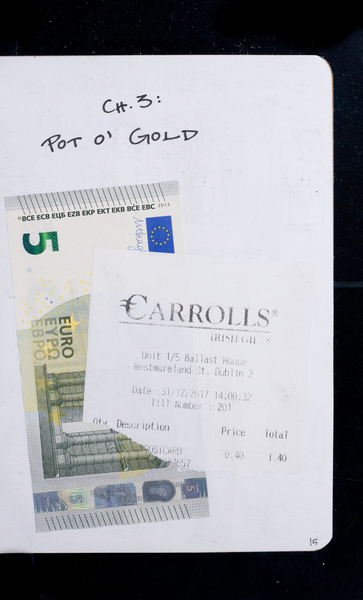 CH. 3:
POT O' GOLD
©BCE ECB ЕЦБ EZB EKP EKT EKB BĊE EBC 2013
5
EURO
ΕΥΡΩ
ЕВРО
CARROLLS®
IRISH GIFTS
Unit 1/5 Ballast House
Westmoreland St. Dublin 2
Date :31/12/2017 14:00:32
Till Number : 201
Qty Description Price Total
POSTCARD
0.40
.40
15